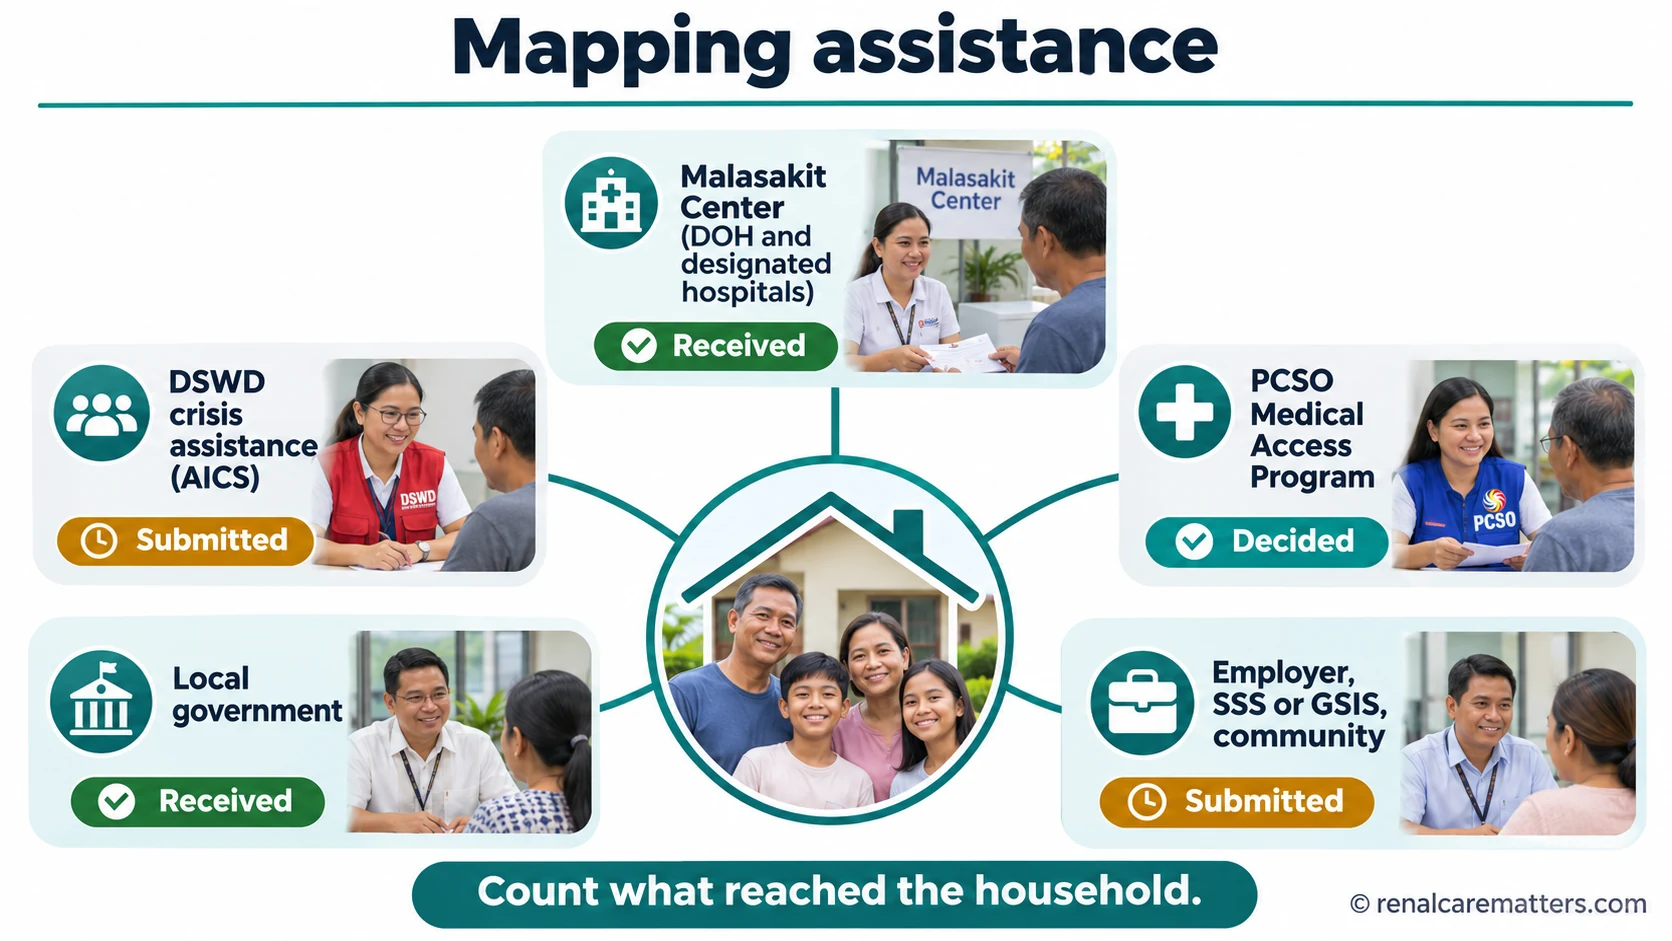 Mapping assistance
Malasakit
Center
(DOH and
designated
hospitals)
Received
Malasakit
Center
DSWD
crisis
assistance
(AICS)
Submitted
DSWD
PCSO
Medical
Access
Program
Decided
PCSO
Local
government
Received
Employer,
SSS or GSIS,
community
Submitted
Count what reached the household.
© renalcarematters.com